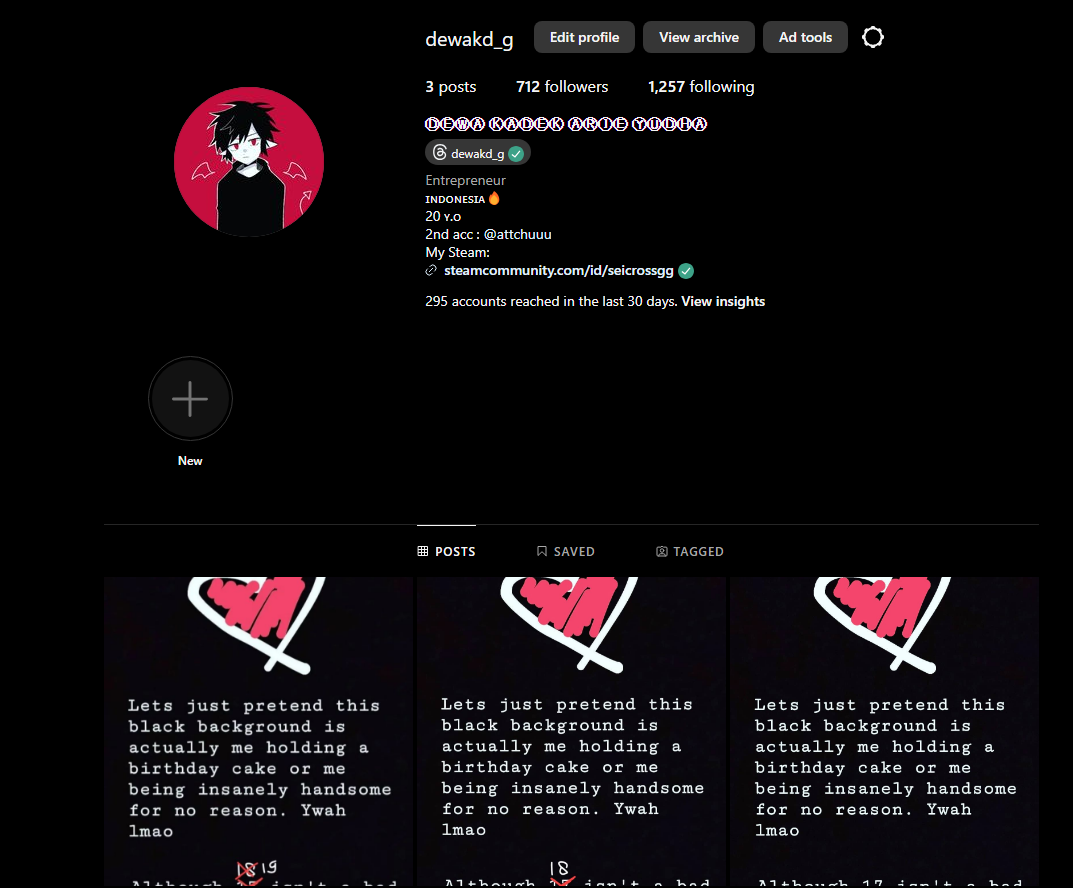 dewakd_g Edit profile View archive Ad tools
3 posts 712 followers 1,257 following
ⒹⒺⓌⒶ ⓀⒶⒹⒺⓀ ⒶⓇⒾⒺ ⓎⓊⒹⒽⒶ
dewakd_g
Entrepreneur
ɪɴᴅᴏɴᴇsɪᴀ 🔥
20 ʏ.o
2nd acc : @attchuuu
My Steam:
steamcommunity.com/id/seicrossgg
295 accounts reached in the last 30 days. View insights
New
POSTS SAVED TAGGED
Lets just pretend this
black background is
actually me holding a
birthday cake or me
being insanely handsome
for no reason. Ywah
lmao
18 19
Although 17 isn't a bad
Lets just pretend this
black background is
actually me holding a
birthday cake or me
being insanely handsome
for no reason. Ywah
lmao
18
Although 17 isn't a bad
Lets just pretend this
black background is
actually me holding a
birthday cake or me
being insanely handsome
for no reason. Ywah
lmao
Although 17 isn't a bad